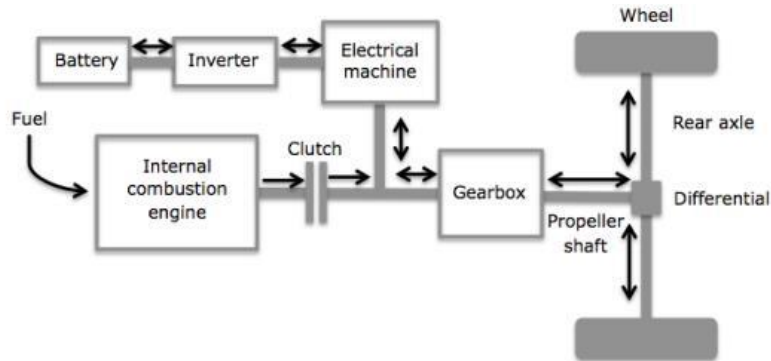 Wheel
Battery
Inverter
Electrical
machine
Fuel
Rear axle
Internal
combustion
engine
Clutch
Gearbox
Differential
Propeller
shaft